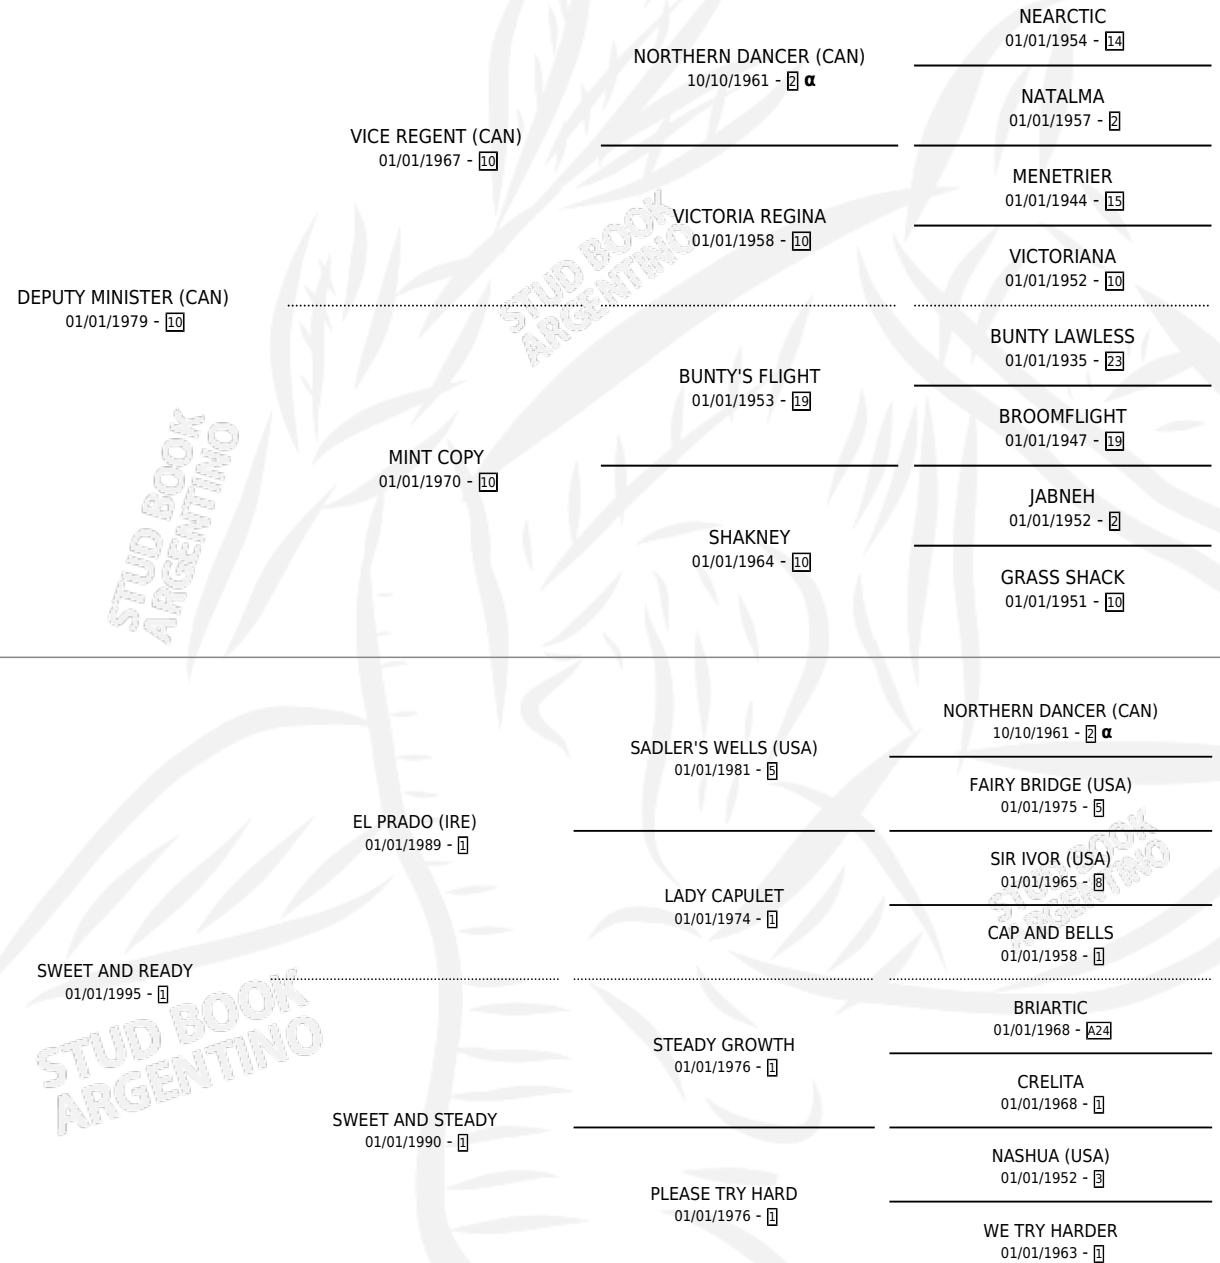 NEARCTIC
01/01/1954 - 14
NORTHERN DANCER (CAN)
10/10/1961 - 2 α
NATALMA
01/01/1957 - 2
VICE REGENT (CAN)
01/01/1967 - 10
MENETRIER
01/01/1944 - 15
VICTORIA REGINA
01/01/1958 - 10
VICTORIANA
01/01/1952 - 10
DEPUTY MINISTER (CAN)
01/01/1979 - 10
BUNTY LAWLESS
01/01/1935 - 23
BUNTY'S FLIGHT
01/01/1953 - 19
BROOMFLIGHT
01/01/1947 - 19
MINT COPY
01/01/1970 - 10
JABNEH
01/01/1952 - 2
SHAKNEY
01/01/1964 - 10
GRASS SHACK
01/01/1951 - 10
STUD BOOK
ARGENTINO
STUD BOOK
ARGENTINO
NORTHERN DANCER (CAN)
10/10/1961 - 2 α
SADLER'S WELLS (USA)
01/01/1981 - 5
FAIRY BRIDGE (USA)
01/01/1975 - 5
EL PRADO (IRE)
01/01/1989 - 1
SIR IVOR (USA)
01/01/1965 - 8
LADY CAPULET
01/01/1974 - 1
CAP AND BELLS
01/01/1958 - 1
SWEET AND READY
01/01/1995 - 1
BRIARTIC
01/01/1968 - A24
STEADY GROWTH
01/01/1976 - 1
CRELITA
01/01/1968 - 1
SWEET AND STEADY
01/01/1990 - 1
NASHUA (USA)
01/01/1952 - 3
PLEASE TRY HARD
01/01/1976 - 1
WE TRY HARDER
01/01/1963 - 1
STUD BOOK
ARGENTINO
STUD BOOK
ARGENTINO